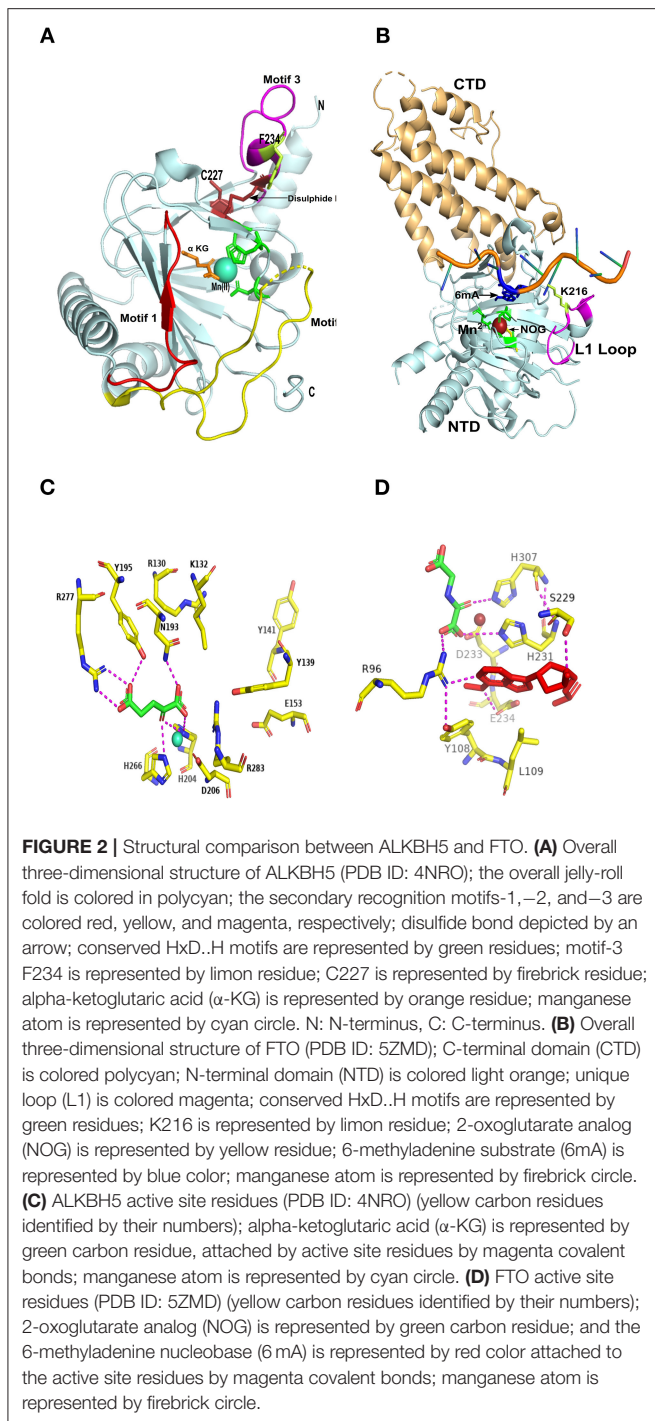 A
Motif 3
N
F234
C227
Disulphide
α KG
Mn(II)
Motif 1
Motif
C
B
CTD
K216
6mA
Mn2+
NOG
L1 Loop
NTD
C
Y195
R130
K132
R277
N193
Y141
Y139
E153
H266
H204
R283
D206
D
H307
S229
D233
H231
R96
E234
Y108
L109
FIGURE 2 | Structural comparison between ALKBH5 and FTO. (A) Overall
three-dimensional structure of ALKBH5 (PDB ID: 4NRO); the overall jelly-roll
fold is colored in polycyan; the secondary recognition motifs-1,−2, and−3 are
colored red, yellow, and magenta, respectively; disulfide bond depicted by an
arrow; conserved HxD..H motifs are represented by green residues; motif-3
F234 is represented by limon residue; C227 is represented by firebrick residue;
alpha-ketoglutaric acid (α-KG) is represented by orange residue; manganese
atom is represented by cyan circle. N: N-terminus, C: C-terminus. (B) Overall
three-dimensional structure of FTO (PDB ID: 5ZMD); C-terminal domain (CTD)
is colored polycyan; N-terminal domain (NTD) is colored light orange; unique
loop (L1) is colored magenta; conserved HxD..H motifs are represented by
green residues; K216 is represented by limon residue; 2-oxoglutarate analog
(NOG) is represented by yellow residue; 6-methyladenine substrate (6mA) is
represented by blue color; manganese atom is represented by firebrick circle.
(C) ALKBH5 active site residues (PDB ID: 4NRO) (yellow carbon residues
identified by their numbers); alpha-ketoglutaric acid (α-KG) is represented by
green carbon residue, attached by active site residues by magenta covalent
bonds; manganese atom is represented by cyan circle. (D) FTO active site
residues (PDB ID: 5ZMD) (yellow carbon residues identified by their numbers);
2-oxoglutarate analog (NOG) is represented by green carbon residue; and the
6-methyladenine nucleobase (6 mA) is represented by red color attached to
the active site residues by magenta covalent bonds; manganese atom is
represented by firebrick circle.